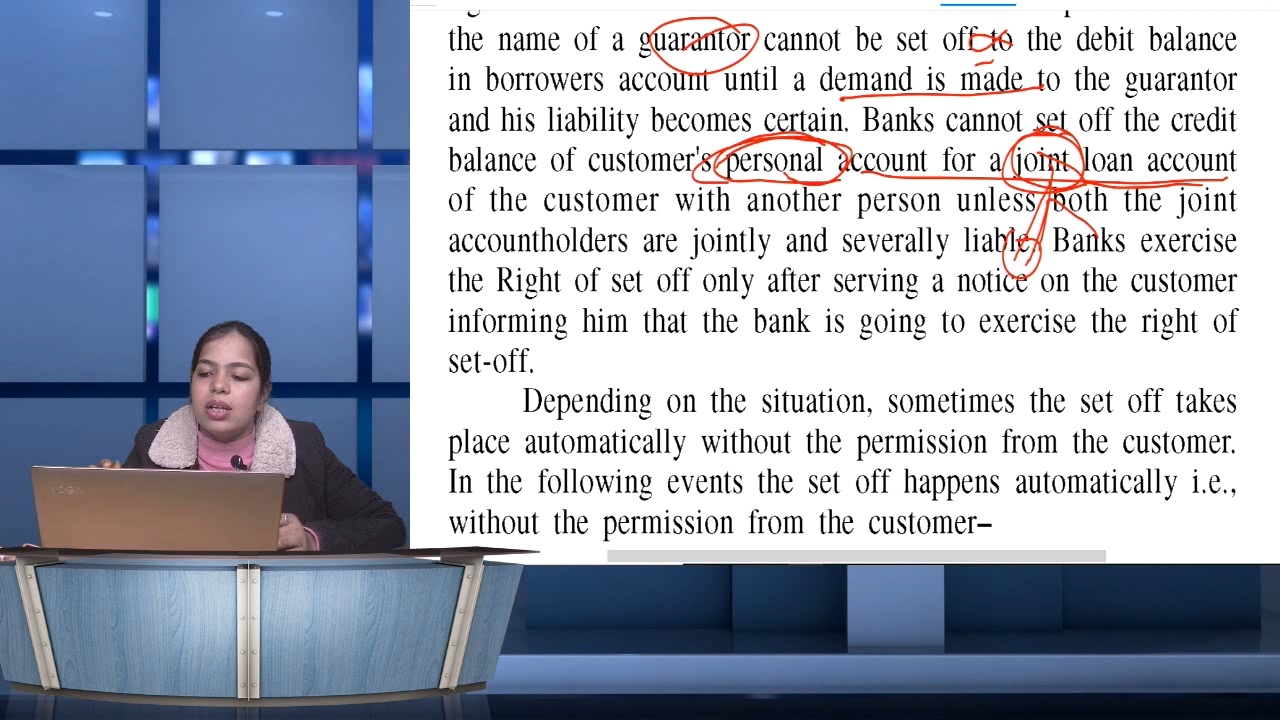 the name of a guarantor cannot be set off to the debit balance
in borrowers account until a demand is made to the guarantor
and his liability becomes certain. Banks cannot set off the credit
balance of customer's personal account for a joint loan account
of the customer with another person unless both the joint
accountholders are jointly and severally liable. Banks exercise
the Right of set off only after serving a notice on the customer
informing him that the bank is going to exercise the right of
set-off.
Depending on the situation, sometimes the set off takes
place automatically without the permission from the customer.
In the following events the set off happens automatically i.e.,
without the permission from the customer–
YOGA